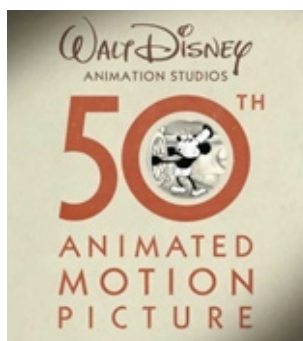 WALT DISNEY
ANIMATION STUDIOS
50TH
ANIMATED
MOTION
PICTURE